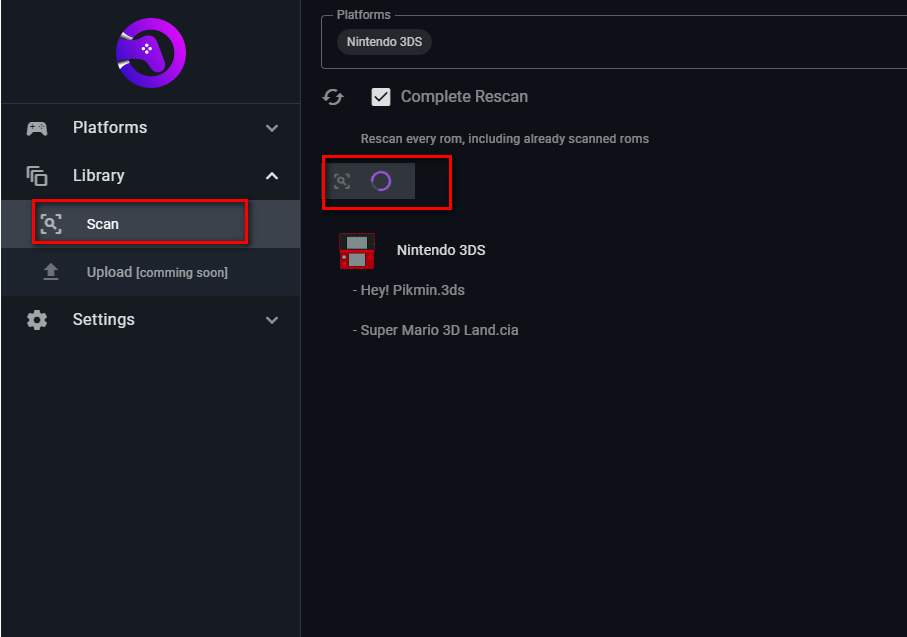 Platforms
Nintendo 3DS
Complete Rescan
Rescan every rom, including already scanned roms
Platforms
Library
Scan
Upload [comming soon]
Settings
Nintendo 3DS
- Hey! Pikmin.3ds
- Super Mario 3D Land.cia